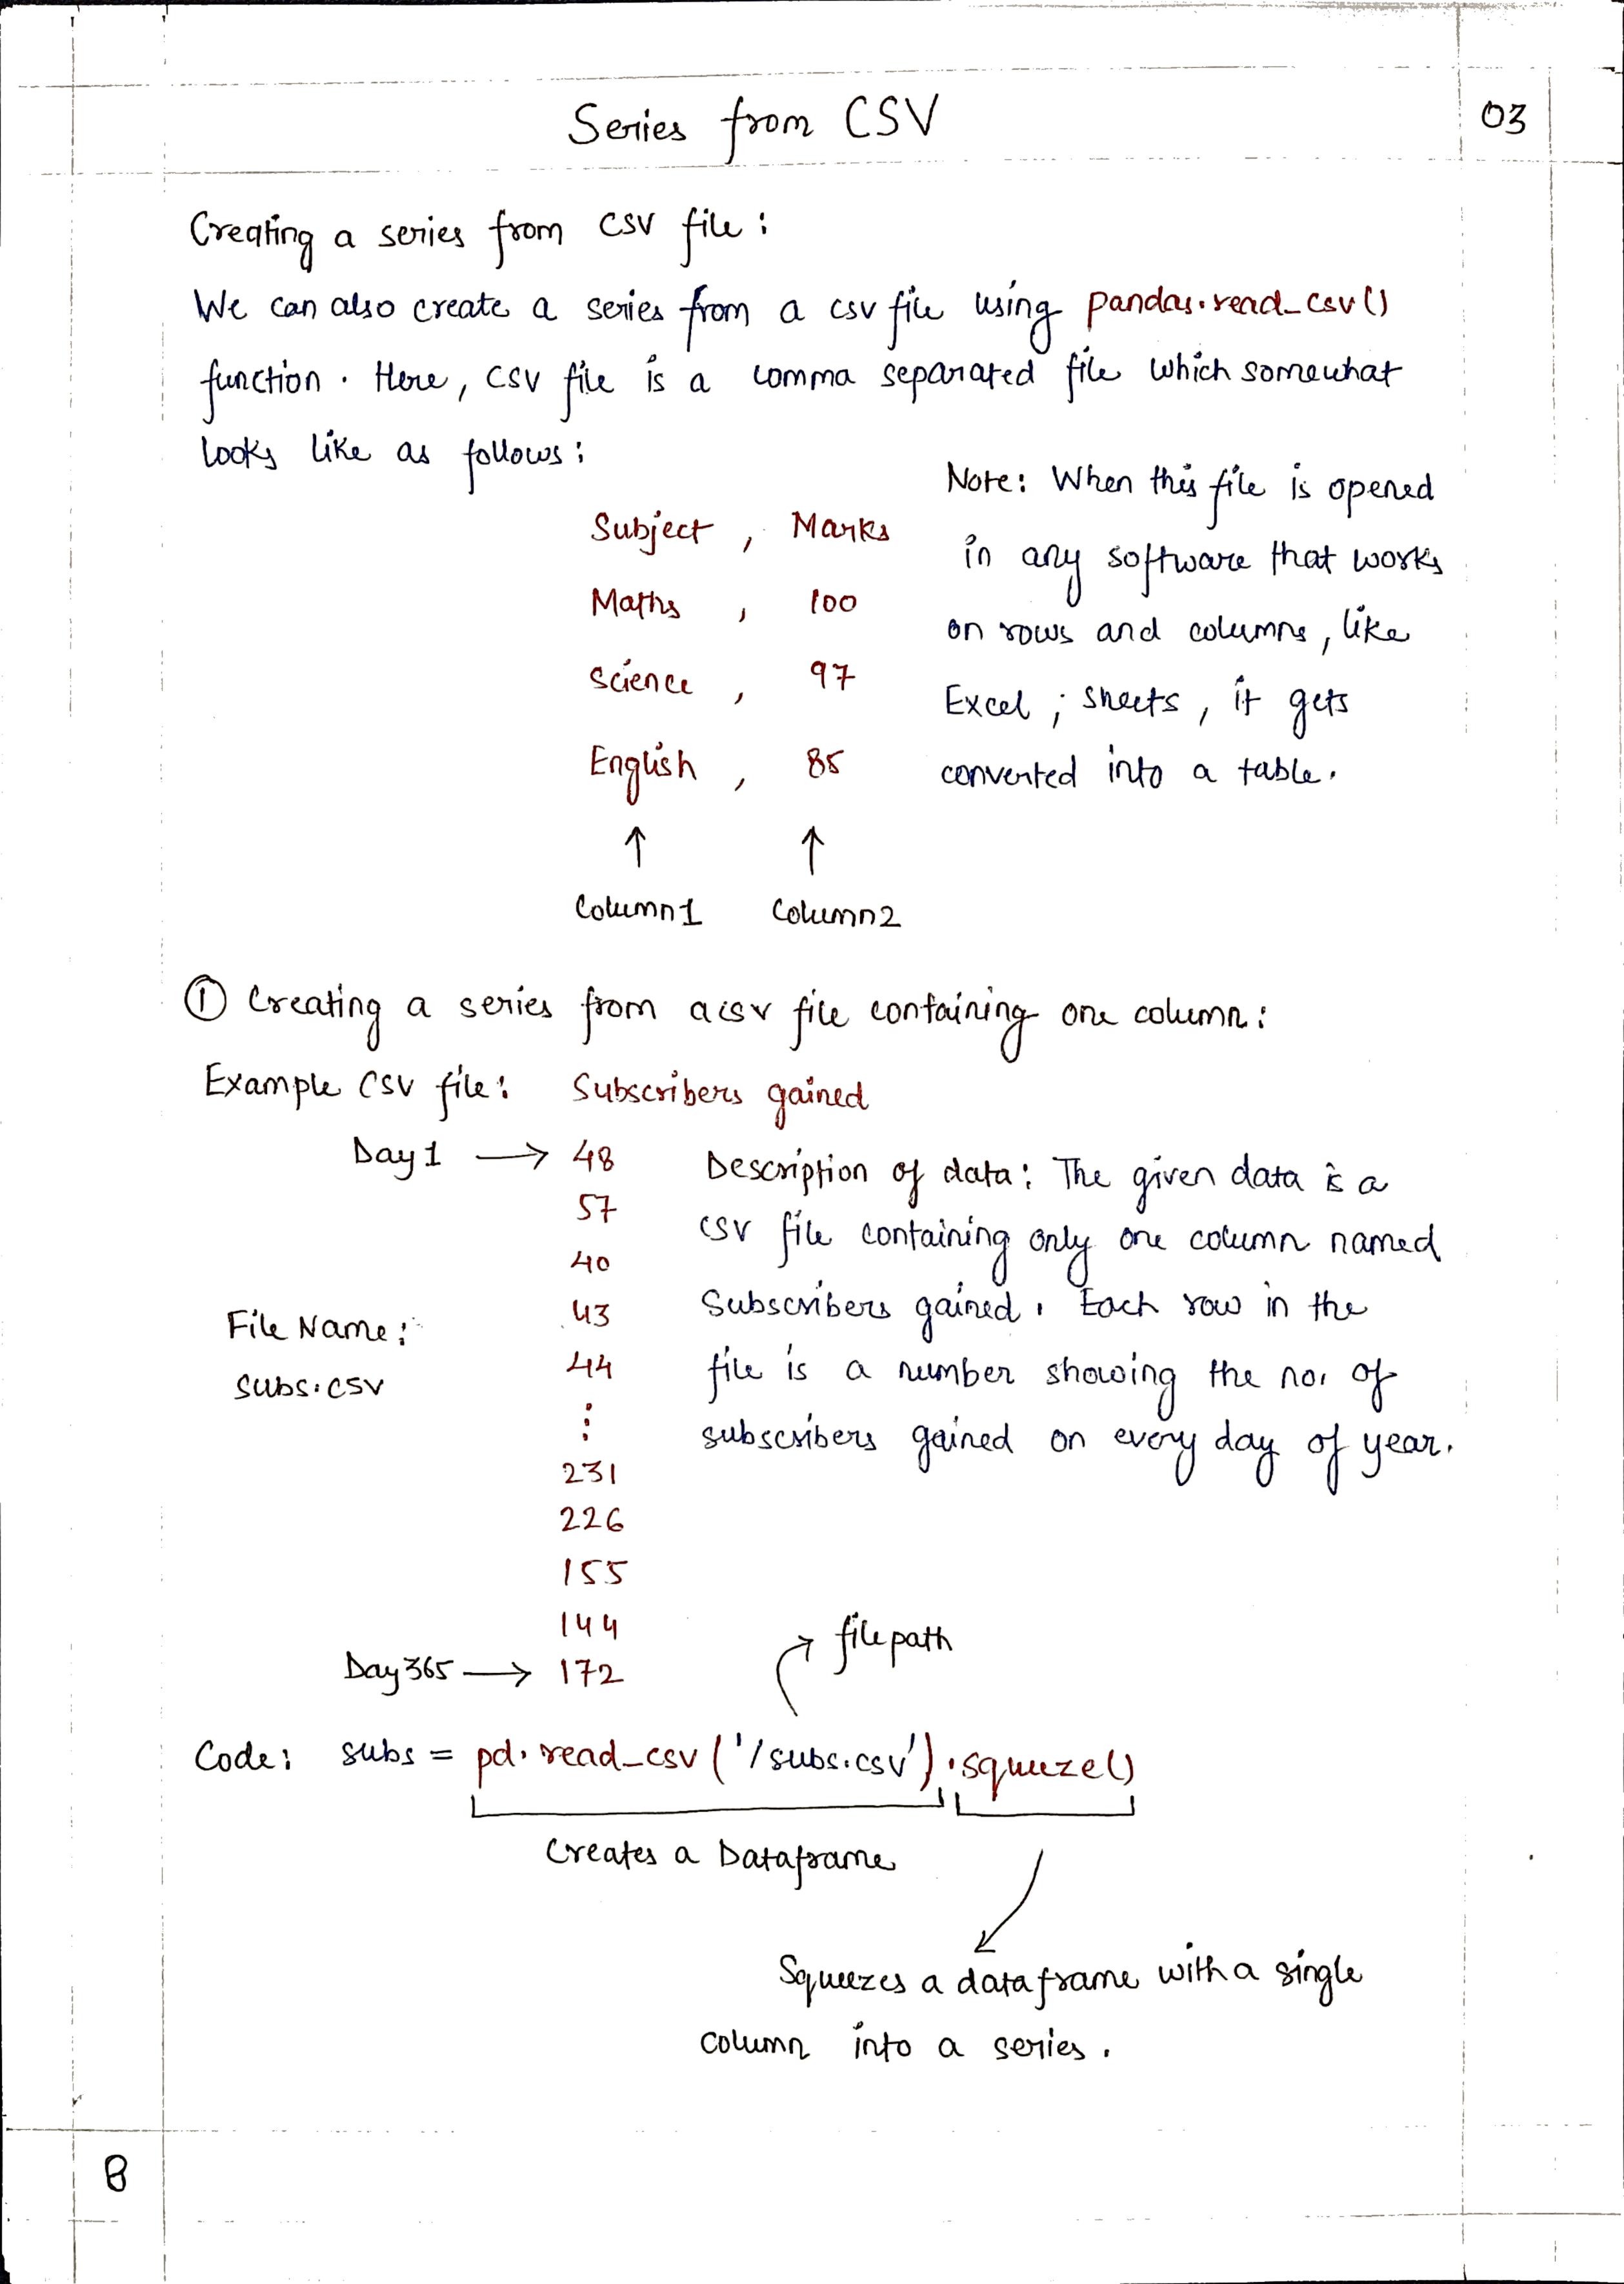 Series from CSV
03
Creating a series from csv file :
We can also create a series from a csv file using pandas.read_csv()
function. Here, csv file is a comma separated file which somewhat
looks like as follows :
Subject , Marks
Maths , 100
Science , 97
English , 85
↑ ↑
Column1 Column2
Note: When this file is opened
in any software that works
on rows and columns, like
Excel ; Sheets, it gets
converted into a table.
① Creating a series from a csv file containing one column :
Example CSV file : Subscribers gained
Day 1 → 48
57
40
43
44
⋮
231
226
155
144
Day 365 → 172
File Name :
subs.csv
Description of data : The given data is a
csv file containing only one column named
Subscribers gained. Each row in the
file is a number showing the no. of
subscribers gained on every day of year.
file path
Code : subs = pd.read_csv('/subs.csv').squeeze()
Creates a Dataframe
Squeezes a dataframe with a single
column into a series.
8